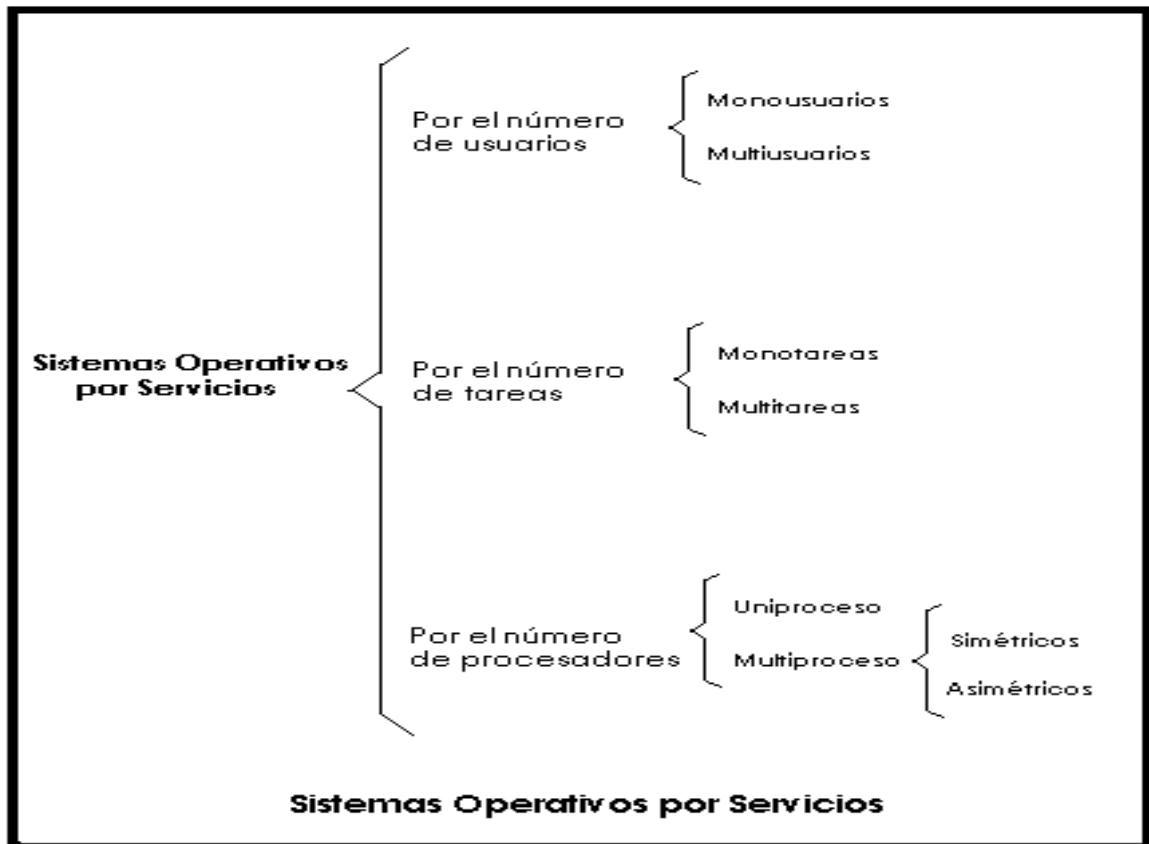 Sistemas Operativos
por Servicios
Por el número
de usuarios
Monousuarios
Multiusuarios
Por el número
de tareas
Monotareas
Multitareas
Por el número
de procesadores
Uniproceso
Multiproceso
Simétricos
Asimétricos
Sistemas Operativos por Servicios